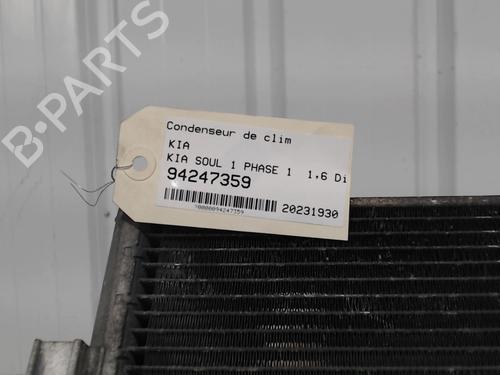 B-PARTS
Condenseur de clim
KIA
KIA SOUL 1 PHASE 1 1.6 Di
94247359
20231930